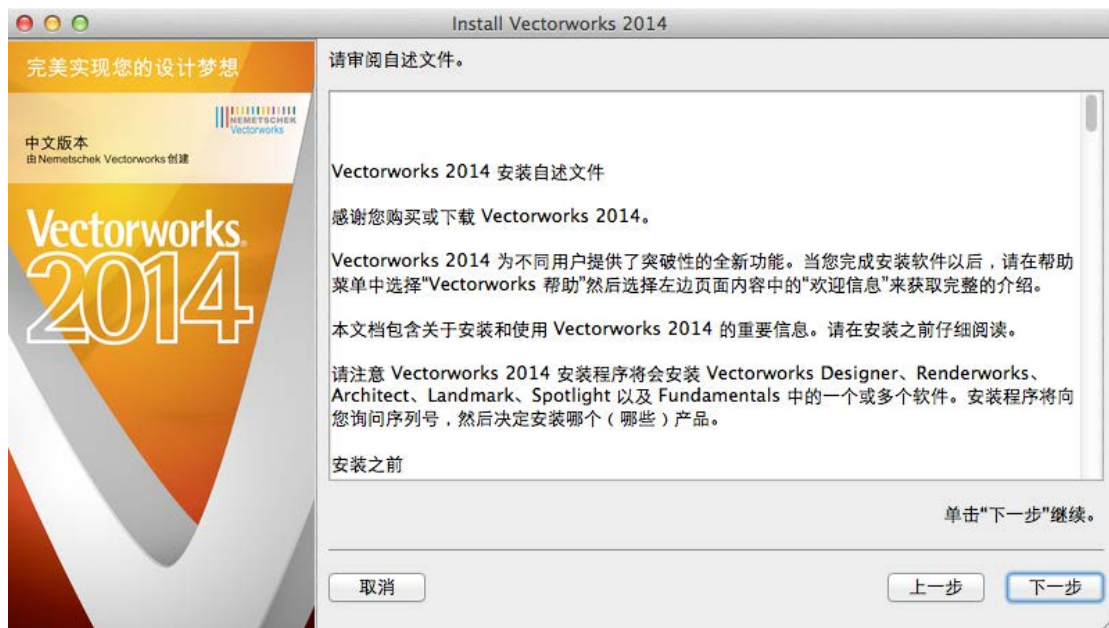 Install Vectorworks 2014
完美实现您的设计梦想
NEMETSCHEK
Vectorworks
中文版本
由Nemetschek Vectorworks创建
Vectorworks®
2014
请审阅自述文件。
Vectorworks 2014 安装自述文件
感谢您购买或下载 Vectorworks 2014。
Vectorworks 2014 为不同用户提供了突破性的全新功能。当您完成安装软件以后，请在帮助
菜单中选择“Vectorworks 帮助”然后选择左边页面内容中的“欢迎信息”来获取完整的介绍。
本文档包含关于安装和使用 Vectorworks 2014 的重要信息。请在安装之前仔细阅读。
请注意 Vectorworks 2014 安装程序将会安装 Vectorworks Designer、Renderworks、
Architect、Landmark、Spotlight 以及 Fundamentals 中的一个或多个软件。安装程序将向
您询问序列号，然后决定安装哪个（哪些）产品。
安装之前
单击“下一步”继续。
取消
上一步
下一步